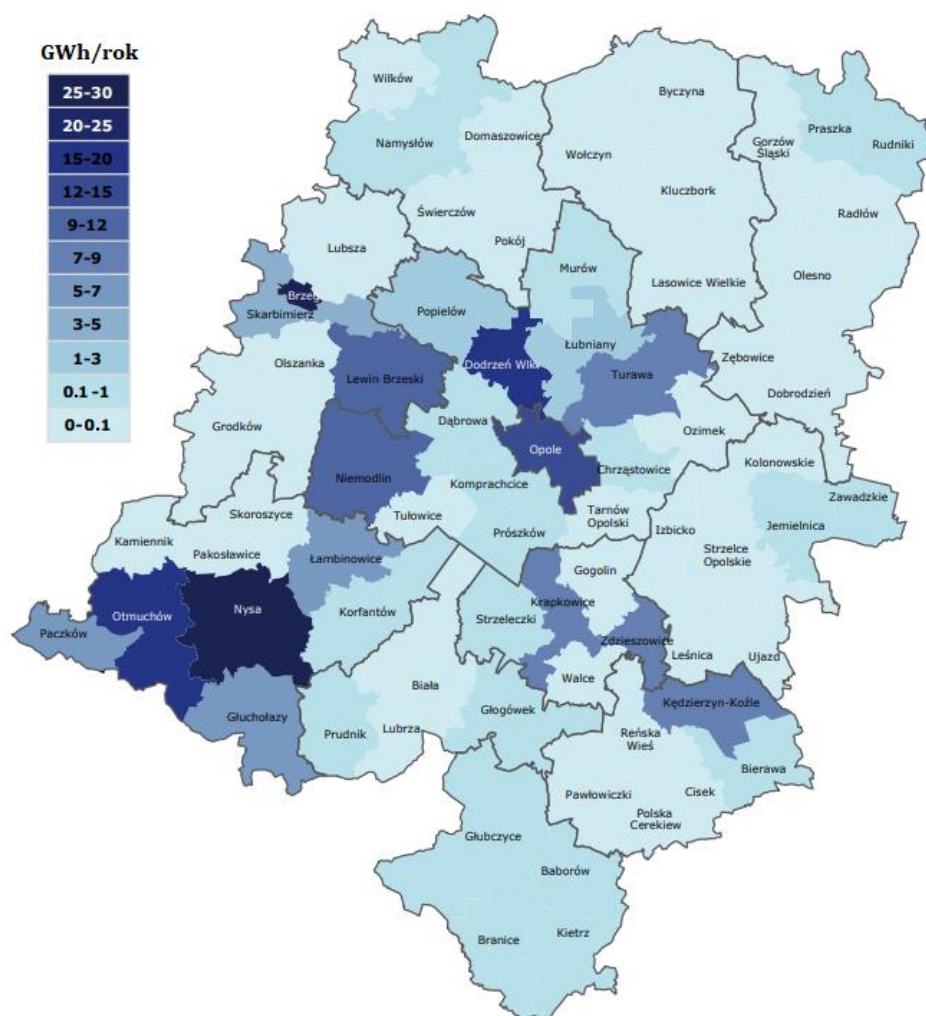 GWh/rok
25-30
20-25
15-20
12-15
9-12
7-9
5-7
3-5
1-3
0.1 -1
0-0.1
Wilków
Namysłów
Domaszowice
Świerczów
Pokój
Byczyna
Wołczyn
Kluczbork
Lasowice Wielkie
Gorzów
Śląski
Praszka
Rudniki
Radłów
Olesno
Zębowice
Dobrodzień
Lubsza
Brzeg
Skarbimierz
Olszanka
Lewin Brzeski
Grodków
Popielów
Murów
Dodrzeń Wlk
Łubniany
Turawa
Dąbrowa
Opole
Ozimek
Chrząstowice
Niemodlin
Komprachcice
Tułowice
Prószków
Tarnów
Opolski
Kolonowskie
Zawadzkie
Jemielnica
Izbicko
Strzelce
Opolskie
Leśnica
Ujazd
Kamiennik
Skoroszyce
Pakosławice
Łambinowice
Korfantów
Otmuchów
Nysa
Paczków
Głuchołazy
Gogolin
Krapkowice
Strzeleczki
Zdzieszowice
Walce
Biała
Prudnik
Lubrza
Głogówek
Kędzierzyn-Koźle
Reńska
Wieś
Bierawa
Cisek
Pawłowiczki
Polska
Cerekiew
Głubczyce
Baborów
Branice
Kietrz